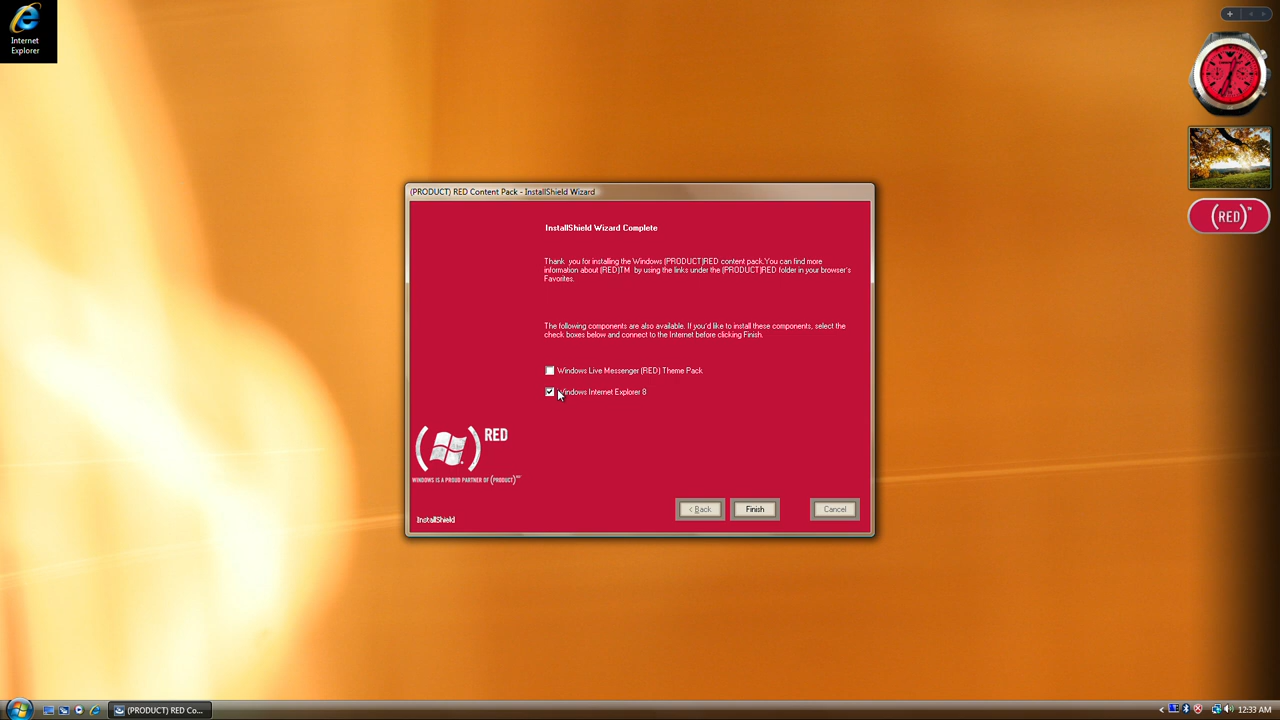 Internet
Explorer
(RED)™
(PRODUCT) RED Content Pack - InstallShield Wizard
InstallShield Wizard Complete
Thank you for installing the Windows (PRODUCT)RED content pack.You can find more
information about (RED)TM by using the links under the (PRODUCT)RED folder in your browser's
Favorites.
The following components are also available. If you'd like to install these components, select the
check boxes below and connect to the Internet before clicking Finish.
Windows Live Messenger (RED) Theme Pack
Windows Internet Explorer 8
RED
WINDOWS IS A PROUD PARTNER OF (PRODUCT)
InstallShield
< Back
Finish
Cancel
(PRODUCT) RED Co...
12:33 AM